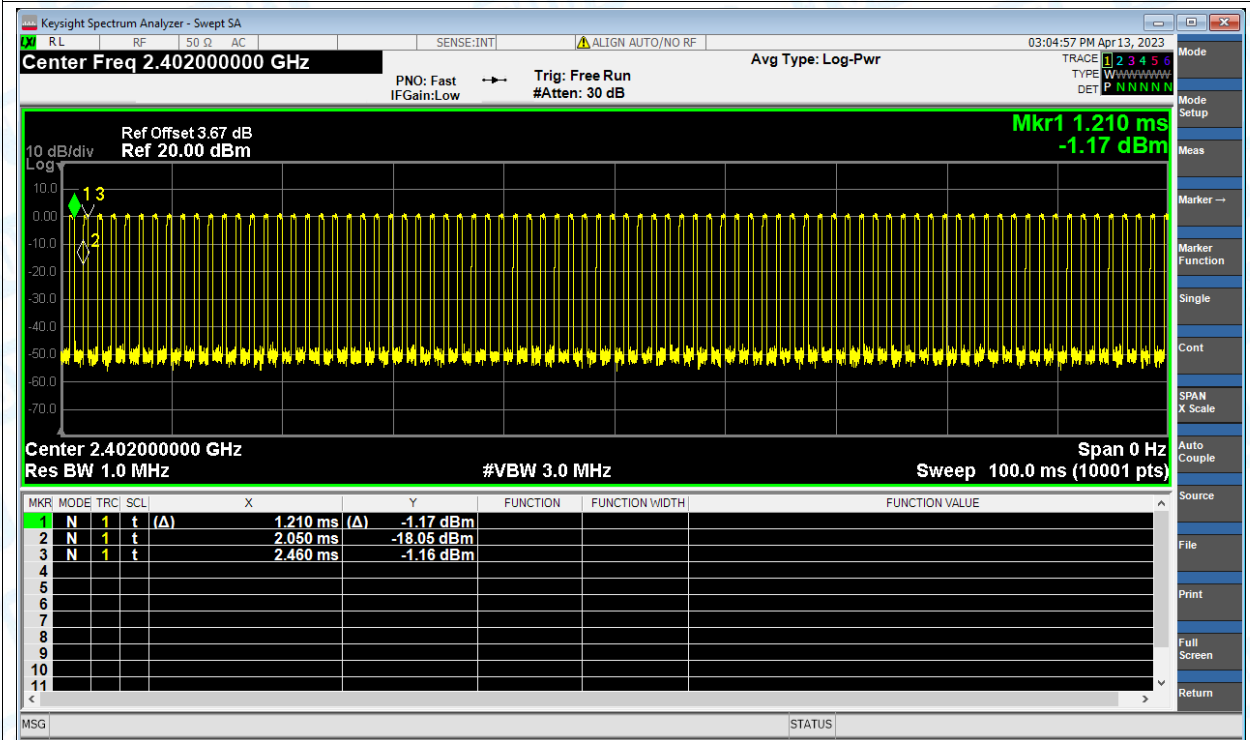 Keysight Spectrum Analyzer - Swept SA
LXI RL RF 50 Ω AC SENSE:INT ALIGN AUTO/NO RF 03:04:57 PM Apr 13, 2023
Center Freq 2.402000000 GHz
PNO: Fast
IFGain:Low
Trig: Free Run
#Atten: 30 dB
Avg Type: Log-Pwr
TRACE 1 2 3 4 5 6
TYPE WWWWWW
DET P N N N N N
Mkr1 1.210 ms
-1.17 dBm
Ref Offset 3.67 dB
10 dB/div Ref 20.00 dBm
Log
10.0
0.00
-10.0
-20.0
-30.0
-40.0
-50.0
-60.0
-70.0
1 3
2
Center 2.402000000 GHz Span 0 Hz
Res BW 1.0 MHz #VBW 3.0 MHz Sweep 100.0 ms (10001 pts)
MKR MODE TRC SCL X Y FUNCTION FUNCTION WIDTH FUNCTION VALUE
1 N 1 t (Δ) 1.210 ms (Δ) -1.17 dBm
2 N 1 t 2.050 ms -18.05 dBm
3 N 1 t 2.460 ms -1.16 dBm
4
5
6
7
8
9
10
11
MSG STATUS
Mode
Mode
Setup
Meas
Marker →
Marker
Function
Single
Cont
SPAN
X Scale
Auto
Couple
Source
File
Print
Full
Screen
Return